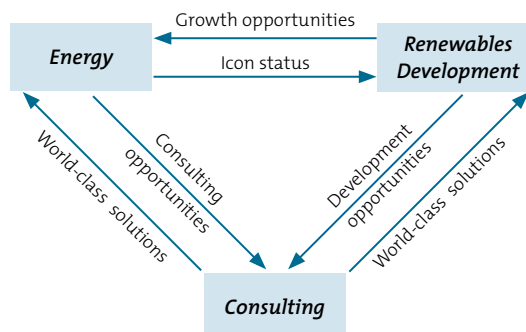 Growth opportunities
Energy
Renewables
Development
Icon status
Consulting
opportunities
World-class solutions
Development
opportunities
World-class solutions
Consulting